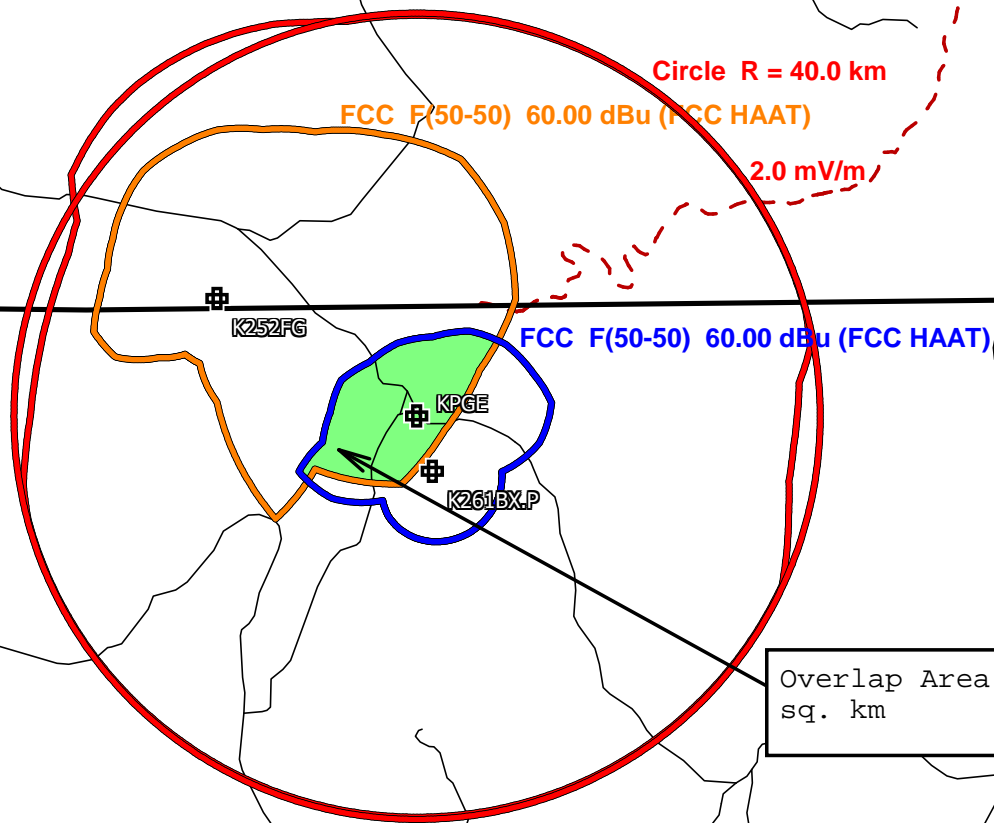 Circle R = 40.0 km
FCC F(50-50) 60.00 dBu (FCC HAAT)
2.0 mV/m
K252FG
FCC F(50-50) 60.00 dBu (FCC HAAT)
KPGE
K261BX.P
Overlap Area
sq. km